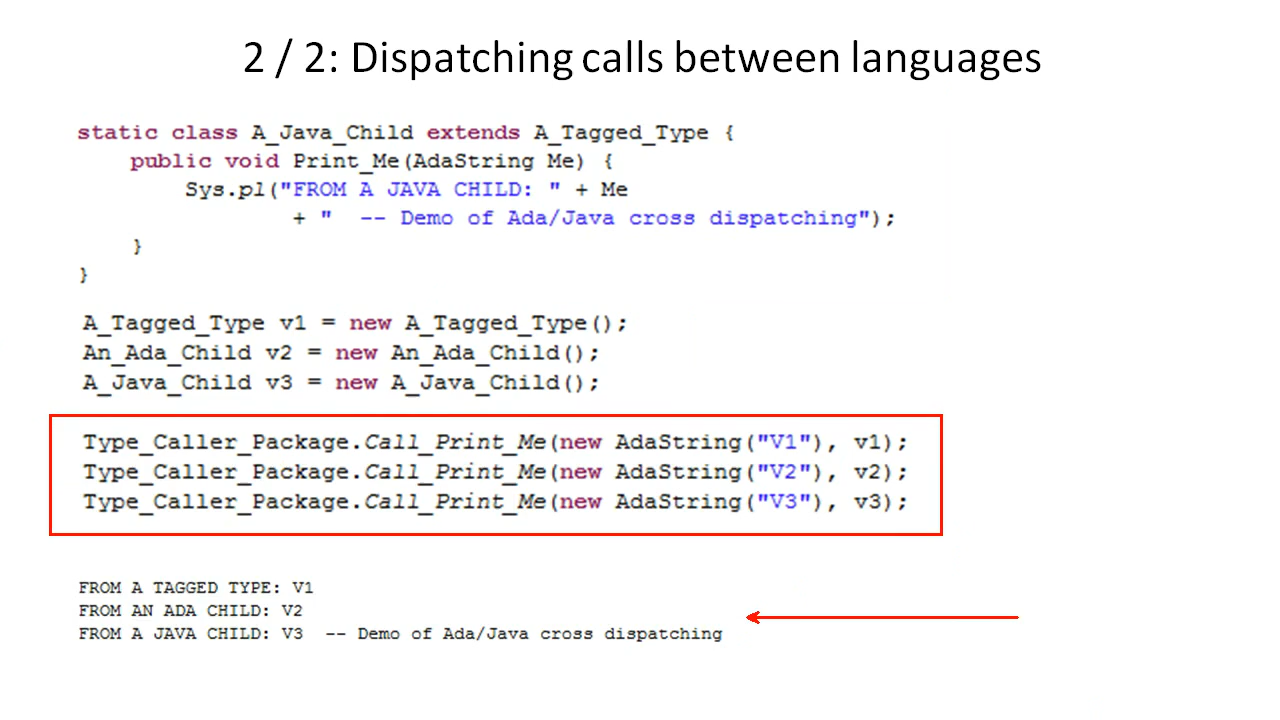 2 / 2: Dispatching calls between languages
static class A_Java_Child extends A_Tagged_Type {
public void Print_Me(AdaString Me) {
Sys.pl("FROM A JAVA CHILD: " + Me
+ "  -- Demo of Ada/Java cross dispatching");
}
}
A_Tagged_Type v1 = new A_Tagged_Type();
An_Ada_Child v2 = new An_Ada_Child();
A_Java_Child v3 = new A_Java_Child();
Type_Caller_Package.Call_Print_Me(new AdaString("V1"), v1);
Type_Caller_Package.Call_Print_Me(new AdaString("V2"), v2);
Type_Caller_Package.Call_Print_Me(new AdaString("V3"), v3);
FROM A TAGGED TYPE: V1
FROM AN ADA CHILD: V2
FROM A JAVA CHILD: V3  -- Demo of Ada/Java cross dispatching